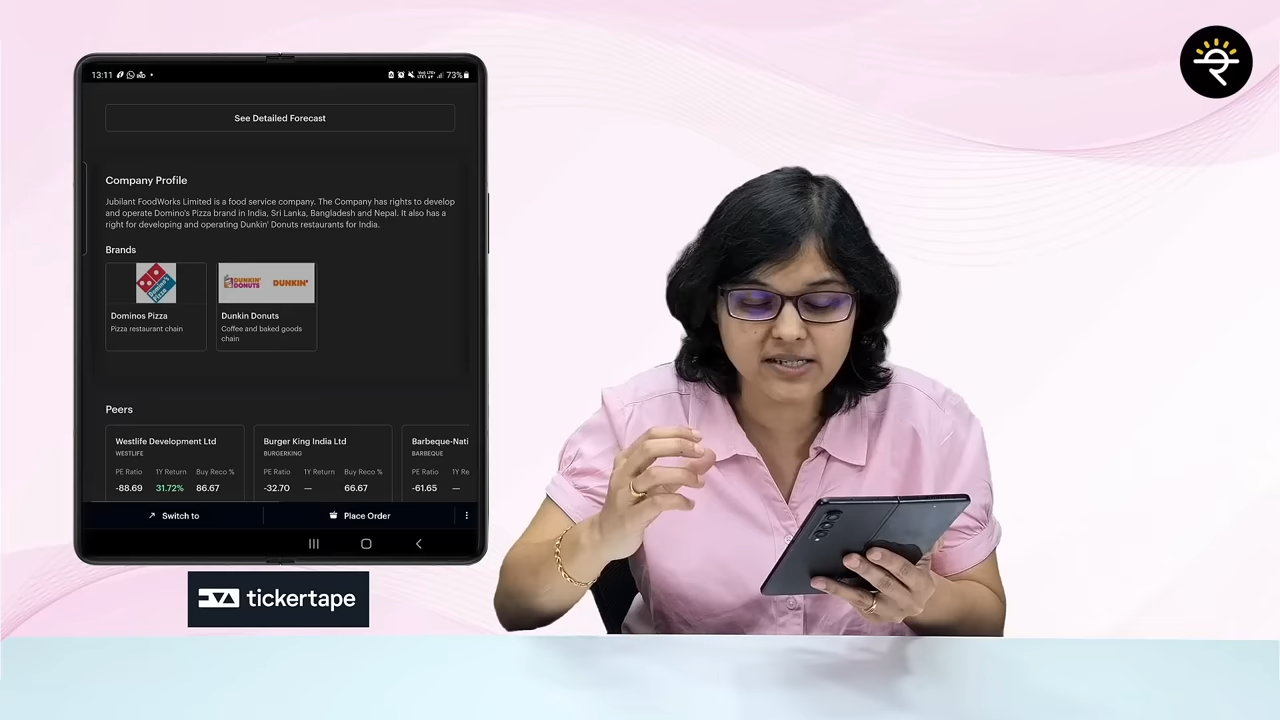 13:11
73%
See Detailed Forecast
Company Profile
Jubilant FoodWorks Limited is a food service company. The Company has rights to develop
and operate Domino's Pizza brand in India, Sri Lanka, Bangladesh and Nepal. It also has a
right for developing and operating Dunkin' Donuts restaurants for India.
Brands
Domino's Pizza
DUNKIN' DONUTS
DUNKIN'
Dominos Pizza
Pizza restaurant chain
Dunkin Donuts
Coffee and baked goods
chain
Peers
Westlife Development Ltd
WESTLIFE
PE Ratio 1Y Return Buy Reco %
-88.69 31.72% 86.67
Burger King India Ltd
BURGERKING
PE Ratio 1Y Return Buy Reco %
-32.70 — 66.67
Barbeque-Nati
BARBEQUE
PE Ratio 1Y Re
-61.65 —
Switch to
Place Order
tickertape